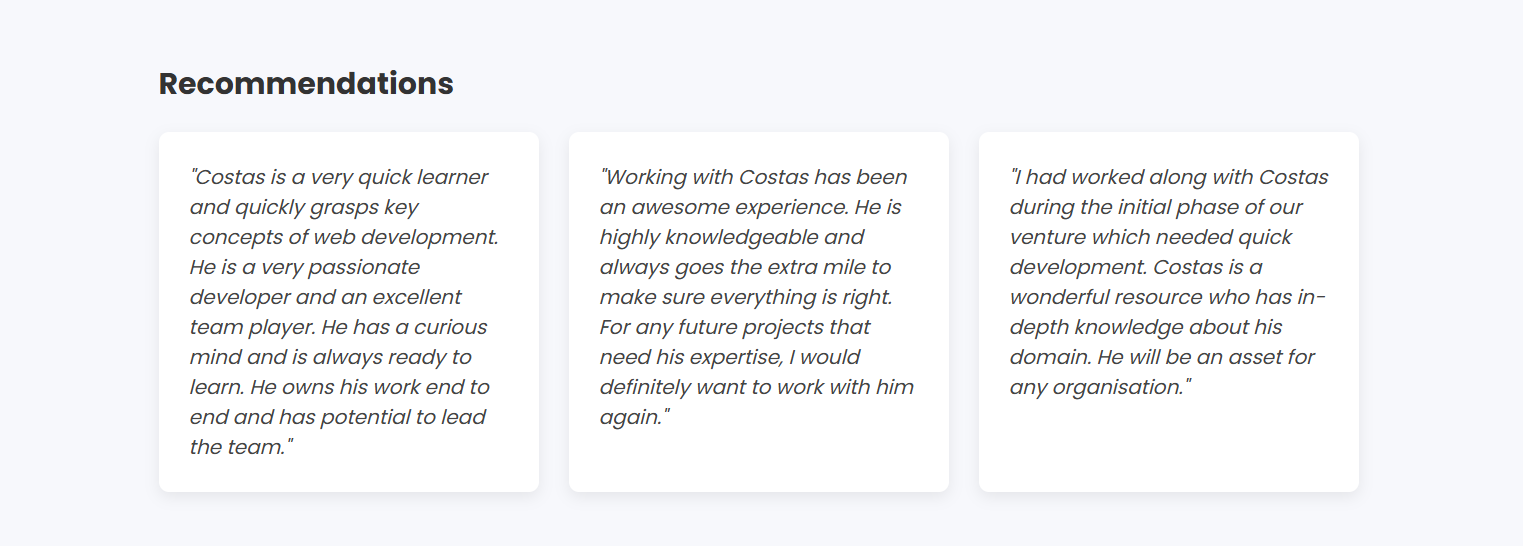 Recommendations
"Costas is a very quick learner
and quickly grasps key
concepts of web development.
He is a very passionate
developer and an excellent
team player. He has a curious
mind and is always ready to
learn. He owns his work end to
end and has potential to lead
the team."
"Working with Costas has been
an awesome experience. He is
highly knowledgeable and
always goes the extra mile to
make sure everything is right.
For any future projects that
need his expertise, I would
definitely want to work with him
again."
"I had worked along with Costas
during the initial phase of our
venture which needed quick
development. Costas is a
wonderful resource who has in-
depth knowledge about his
domain. He will be an asset for
any organisation."